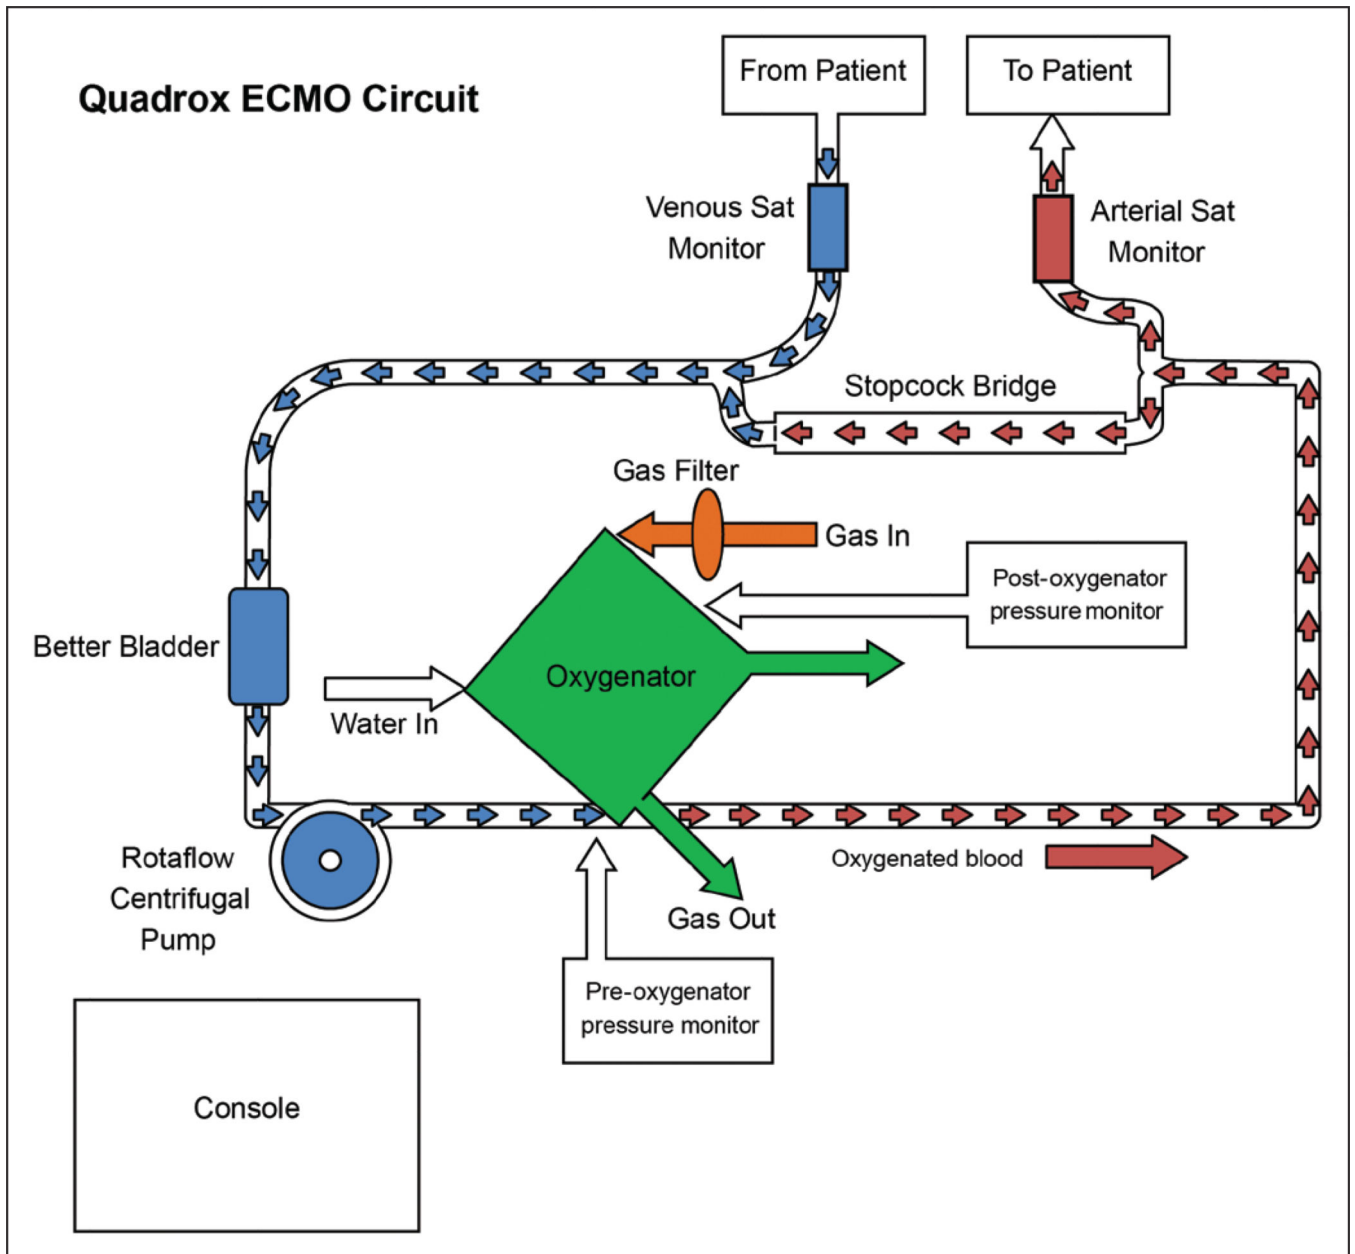 Quadrox ECMO Circuit
From Patient
To Patient
Venous Sat
Monitor
Arterial Sat
Monitor
Stopcock Bridge
Gas Filter
Gas In
Post-oxygenator
pressure monitor
Better Bladder
Oxygenator
Water In
Rotaflow
Centrifugal
Pump
Oxygenated blood
Gas Out
Pre-oxygenator
pressure monitor
Console